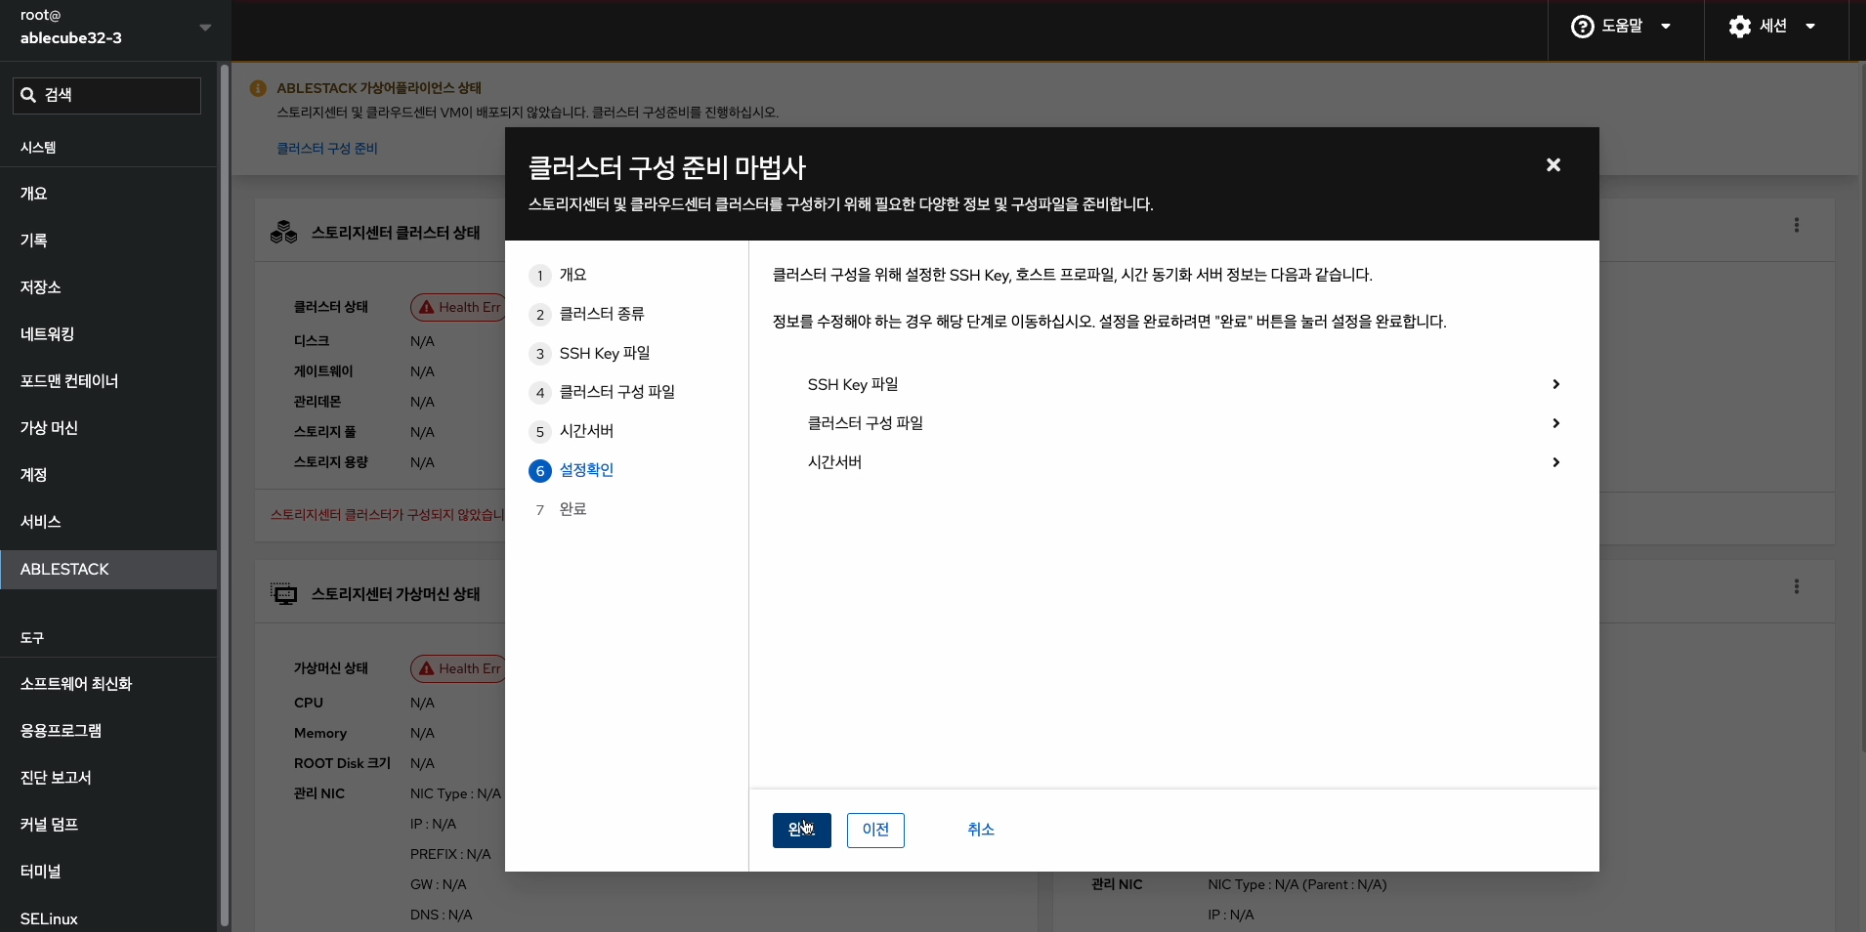 root@
ablecube32-3
도움말
세션
검색
시스템
개요
기록
저장소
네트워킹
포드맨 컨테이너
가상 머신
계정
서비스
ABLESTACK
도구
소프트웨어 최신화
응용프로그램
진단 보고서
커널 덤프
터미널
SELinux
ABLESTACK 가상어플라이언스 상태
스토리지센터 및 클라우드센터 VM이 배포되지 않았습니다. 클러스터 구성준비를 진행하십시오.
클러스터 구성 준비
스토리지센터 클러스터 상태
클러스터 상태 Health Err
디스크 N/A
게이트웨이 N/A
관리데몬 N/A
스토리지 풀 N/A
스토리지 용량 N/A
스토리지센터 클러스터가 구성되지 않았습니
스토리지센터 가상머신 상태
가상머신 상태 Health Err
CPU N/A
Memory N/A
ROOT Disk 크기 N/A
관리 NIC NIC Type : N/A
IP : N/A
PREFIX : N/A
GW : N/A
DNS : N/A
클러스터 구성 준비 마법사
스토리지센터 및 클라우드센터 클러스터를 구성하기 위해 필요한 다양한 정보 및 구성파일을 준비합니다.
1 개요
2 클러스터 종류
3 SSH Key 파일
4 클러스터 구성 파일
5 시간서버
6 설정확인
7 완료
클러스터 구성을 위해 설정한 SSH Key, 호스트 프로파일, 시간 동기화 서버 정보는 다음과 같습니다.
정보를 수정해야 하는 경우 해당 단계로 이동하십시오. 설정을 완료하려면 "완료" 버튼을 눌러 설정을 완료합니다.
SSH Key 파일
클러스터 구성 파일
시간서버
이전
취소
관리 NIC NIC Type : N/A (Parent : N/A)
IP : N/A